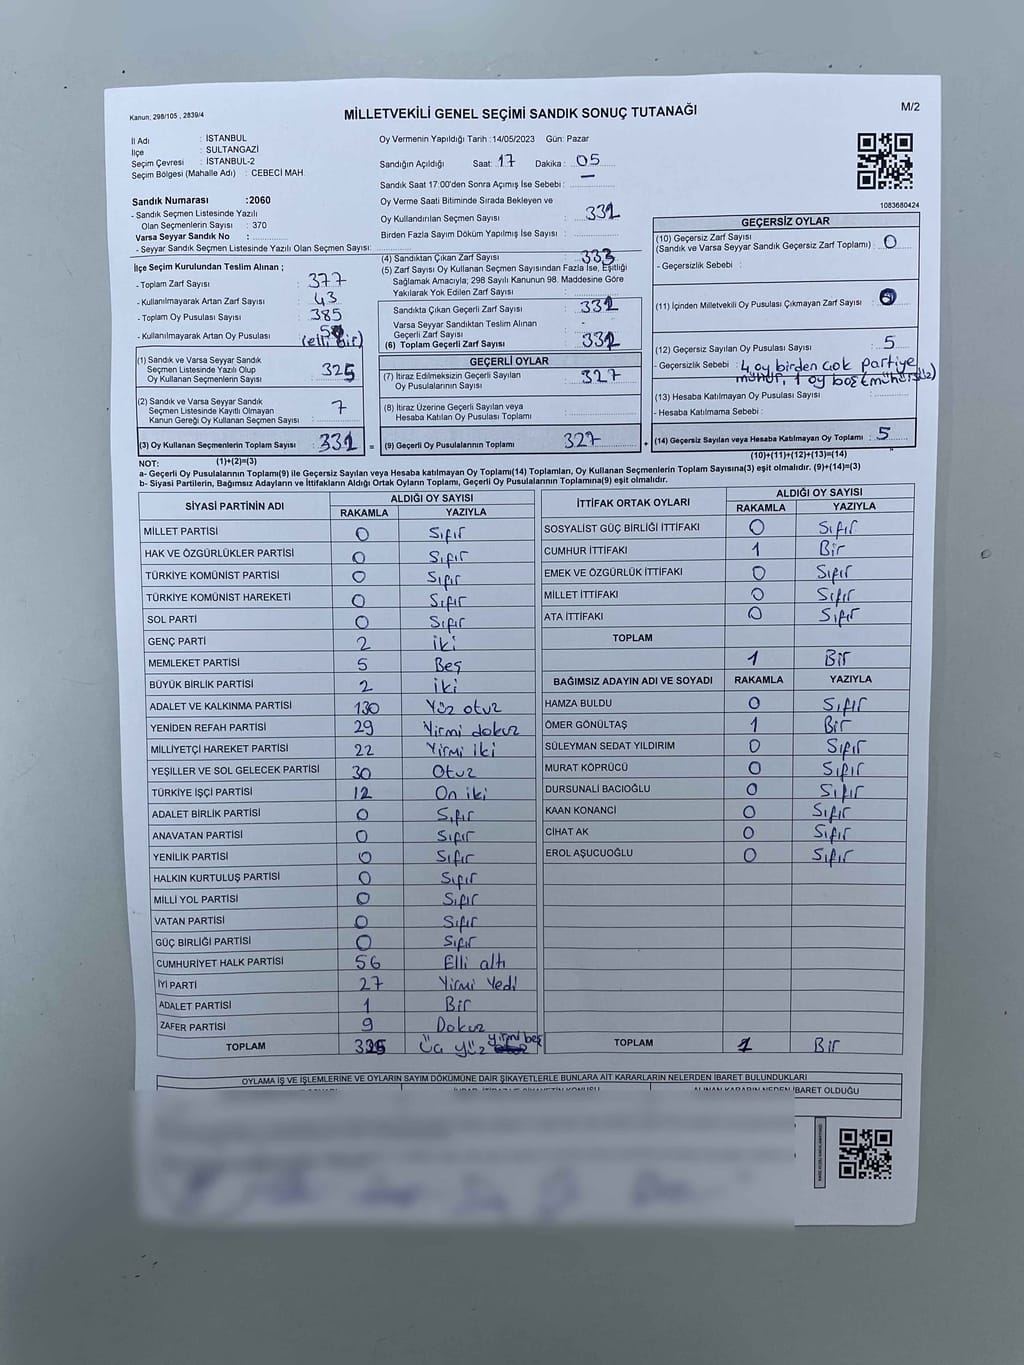 Kanun, 298/105 , 2839/4
MİLLETVEKİLİ GENEL SEÇİMİ SANDIK SONUÇ TUTANAĞI
M/2
İl Adı : İSTANBUL
İlçe : SULTANGAZİ
Seçim Çevresi : İSTANBUL-2
Seçim Bölgesi (Mahalle Adı) : CEBECİ MAH.
Oy Vermenin Yapıldığı Tarih :14/05/2023 Gün: Pazar
Sandığın Açıldığı Saat: 17 Dakika : 05
Sandık Saat 17:00'den Sonra Açımış İse Sebebi :
Oy Verme Saati Bitiminde Sırada Bekleyen ve
Oy Kullandırılan Seçmen Sayısı :
Birden Fazla Sayım Döküm Yapılmış İse Sayısı :
1083680424
Sandık Numarası :2060
- Sandık Seçmen Listesinde Yazılı
Olan Seçmenlerin Sayısı : 370
Varsa Seyyar Sandık No :
- Seyyar Sandık Seçmen Listesinde Yazılı Olan Seçmen Sayısı:
İlçe Seçim Kurulundan Teslim Alınan ;
- Toplam Zarf Sayısı : 377
- Kullanılmayarak Artan Zarf Sayısı : 43
- Toplam Oy Pusulası Sayısı : 385
- Kullanılmayarak Artan Oy Pusulası : (elli bir)
(1) Sandık ve Varsa Seyyar Sandık
Seçmen Listesinde Yazılı Olup
Oy Kullanan Seçmenlerin Sayısı : 325
(2) Sandık ve Varsa Seyyar Sandık
Seçmen Listesinde Kayıtlı Olmayan
Kanun Gereği Oy Kullanan Seçmen Sayısı : 7
(3) Oy Kullanan Seçmenlerin Toplam Sayısı : 332 =
(4) Sandıktan Çıkan Zarf Sayısı : 333
(5) Zarf Sayısı Oy Kullanan Seçmen Sayısından Fazla İse, Eşitliği
Sağlamak Amacıyla; 298 Sayılı Kanunun 98. Maddesine Göre
Yakılarak Yok Edilen Zarf Sayısı :
Sandıkta Çıkan Geçerli Zarf Sayısı : 332
Varsa Seyyar Sandıktan Teslim Alınan
Geçerli Zarf Sayısı : -
(6) Toplam Geçerli Zarf Sayısı : 332
GEÇERLİ OYLAR
(7) İtiraz Edilmeksizin Geçerli Sayılan
Oy Pusulalarının Sayısı : 327
(8) İtiraz Üzerine Geçerli Sayılan veya
Hesaba Katılan Oy Pusulası Toplamı :
(9) Geçerli Oy Pusulalarının Toplamı : 327 +
GEÇERSİZ OYLAR
(10) Geçersiz Zarf Sayısı
(Sandık ve Varsa Seyyar Sandık Geçersiz Zarf Toplamı) : 0
- Geçersizlik Sebebi :
(11) İçinden Milletvekili Oy Pusulası Çıkmayan Zarf Sayısı :
(12) Geçersiz Sayılan Oy Pusulası Sayısı : 5
- Geçersizlik Sebebi : 4 oy birden çok partiye
mühür, 1 oy boş (mühürsüz)
(13) Hesaba Katılmayan Oy Pusulası Sayısı :
- Hesaba Katılmama Sebebi :
(14) Geçersiz Sayılan veya Hesaba Katılmayan Oy Toplamı : 5
NOT: (1)+(2)=(3) (10)+(11)+(12)+(13)=(14)
a- Geçerli Oy Pusulalarının Toplamı(9) ile Geçersiz Sayılan veya Hesaba katılmayan Oy Toplamı(14) Toplamları, Oy Kullanan Seçmenlerin Toplam Sayısına(3) eşit olmalıdır. (9)+(14)=(3)
b- Siyasi Partilerin, Bağımsız Adayların ve İttifakların Aldığı Ortak Oyların Toplamı, Geçerli Oy Pusulalarının Toplamına(9) eşit olmalıdır.
SİYASİ PARTİNİN ADI ALDIĞI OY SAYISI
RAKAMLA YAZIYLA
MİLLET PARTİSİ 0 Sıfır
HAK VE ÖZGÜRLÜKLER PARTİSİ 0 Sıfır
TÜRKİYE KOMÜNİST PARTİSİ 0 Sıfır
TÜRKİYE KOMÜNİST HAREKETİ 0 Sıfır
SOL PARTİ 0 Sıfır
GENÇ PARTİ 2 İki
MEMLEKET PARTİSİ 5 Beş
BÜYÜK BİRLİK PARTİSİ 2 İki
ADALET VE KALKINMA PARTİSİ 130 Yüz otuz
YENİDEN REFAH PARTİSİ 29 Yirmi dokuz
MİLLİYETÇİ HAREKET PARTİSİ 22 Yirmi iki
YEŞİLLER VE SOL GELECEK PARTİSİ 30 Otuz
TÜRKİYE İŞÇİ PARTİSİ 12 On iki
ADALET BİRLİK PARTİSİ 0 Sıfır
ANAVATAN PARTİSİ 0 Sıfır
YENİLİK PARTİSİ 0 Sıfır
HALKIN KURTULUŞ PARTİSİ 0 Sıfır
MİLLİ YOL PARTİSİ 0 Sıfır
VATAN PARTİSİ 0 Sıfır
GÜÇ BİRLİĞİ PARTİSİ 0 Sıfır
CUMHURİYET HALK PARTİSİ 56 Elli altı
İYİ PARTİ 27 Yirmi Yedi
ADALET PARTİSİ 1 Bir
ZAFER PARTİSİ 9 Dokuz
TOPLAM 325 Üç yüz yirmi beş
İTTİFAK ORTAK OYLARI ALDIĞI OY SAYISI
RAKAMLA YAZIYLA
SOSYALİST GÜÇ BİRLİĞİ İTTİFAKI 0 Sıfır
CUMHUR İTTİFAKI 1 Bir
EMEK VE ÖZGÜRLÜK İTTİFAKI 0 Sıfır
MİLLET İTTİFAKI 0 Sıfır
ATA İTTİFAKI 0 Sıfır
TOPLAM
1 Bir
BAĞIMSIZ ADAYIN ADI VE SOYADI RAKAMLA YAZIYLA
HAMZA BULDU 0 Sıfır
ÖMER GÖNÜLTAŞ 1 Bir
SÜLEYMAN SEDAT YILDIRIM 0 Sıfır
MURAT KÖPRÜCÜ 0 Sıfır
DURSUNALİ BACIOĞLU 0 Sıfır
KAAN KONANCİ 0 Sıfır
CİHAT AK 0 Sıfır
EROL AŞUCUOĞLU 0 Sıfır
TOPLAM 1 Bir
OYLAMA İŞ VE İŞLEMLERİNE VE OYLARIN SAYIM DÖKÜMÜNE DAİR ŞİKAYETLERLE BUNLARA AİT KARARLARIN NELERDEN İBARET BULUNDUKLARI
ALINAN KARARIN NEDEN İBARET OLDUĞU